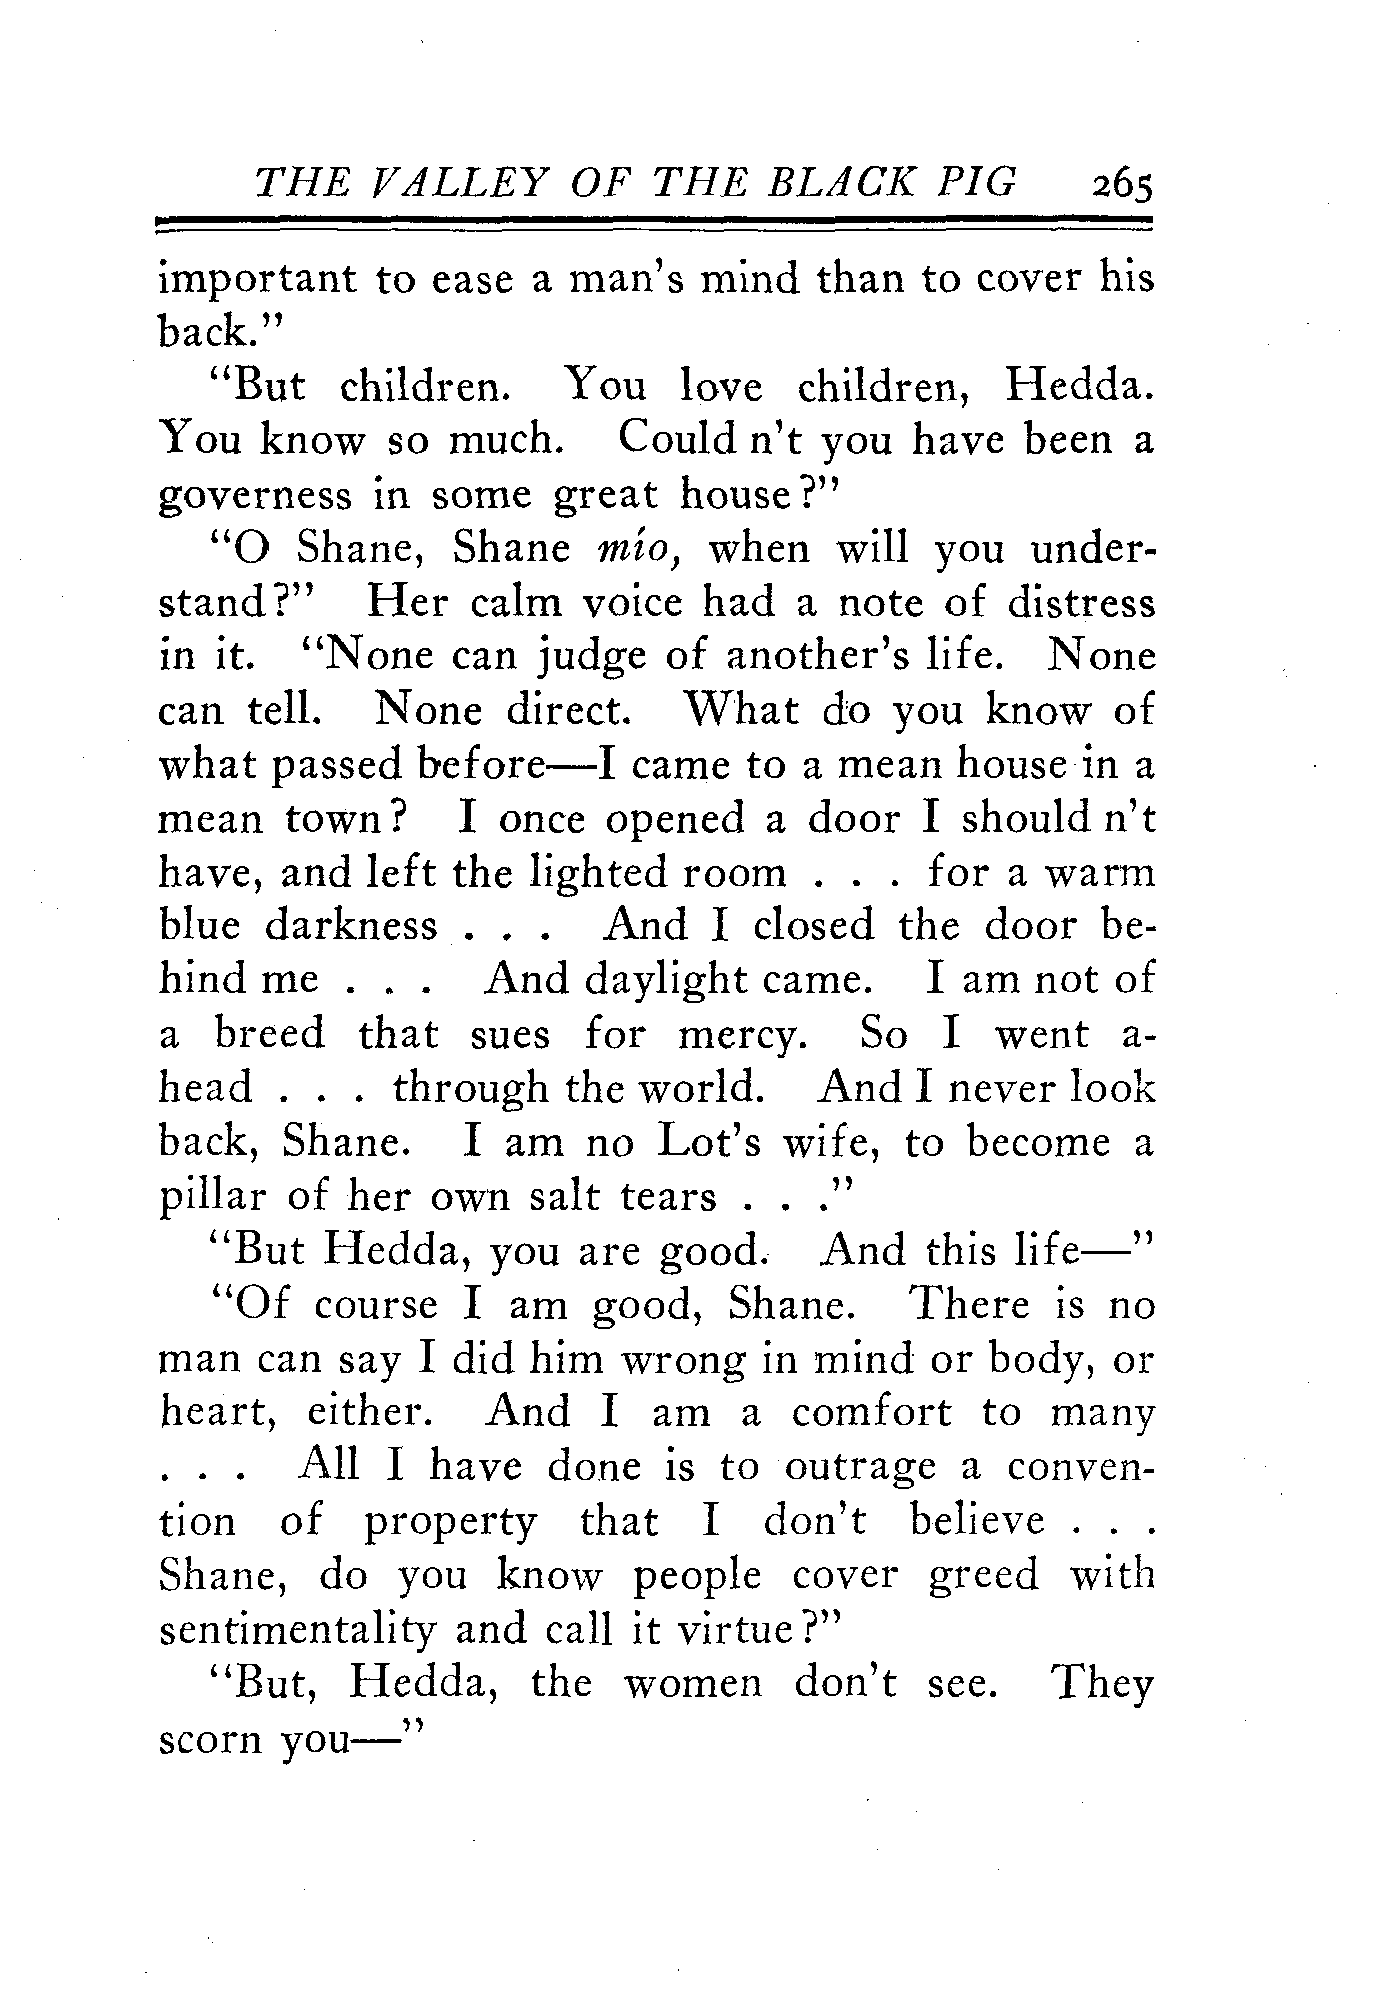 THE VALLEY OF THE BLACK PIG 265
important to ease a man's mind than to cover his
back."
"But children. You love children, Hedda.
You know so much. Could n't you have been a
governess in some great house?"
"O Shane, Shane mío, when will you under-
stand?" Her calm voice had a note of distress
in it. "None can judge of another's life. None
can tell. None direct. What do you know of
what passed before—I came to a mean house in a
mean town? I once opened a door I should n't
have, and left the lighted room . . . for a warm
blue darkness . . . And I closed the door be-
hind me . . . And daylight came. I am not of
a breed that sues for mercy. So I went a-
head . . . through the world. And I never look
back, Shane. I am no Lot's wife, to become a
pillar of her own salt tears . . ."
"But Hedda, you are good. And this life—"
"Of course I am good, Shane. There is no
man can say I did him wrong in mind or body, or
heart, either. And I am a comfort to many
. . . All I have done is to outrage a conven-
tion of property that I don't believe . . .
Shane, do you know people cover greed with
sentimentality and call it virtue?"
"But, Hedda, the women don't see. They
scorn you—"